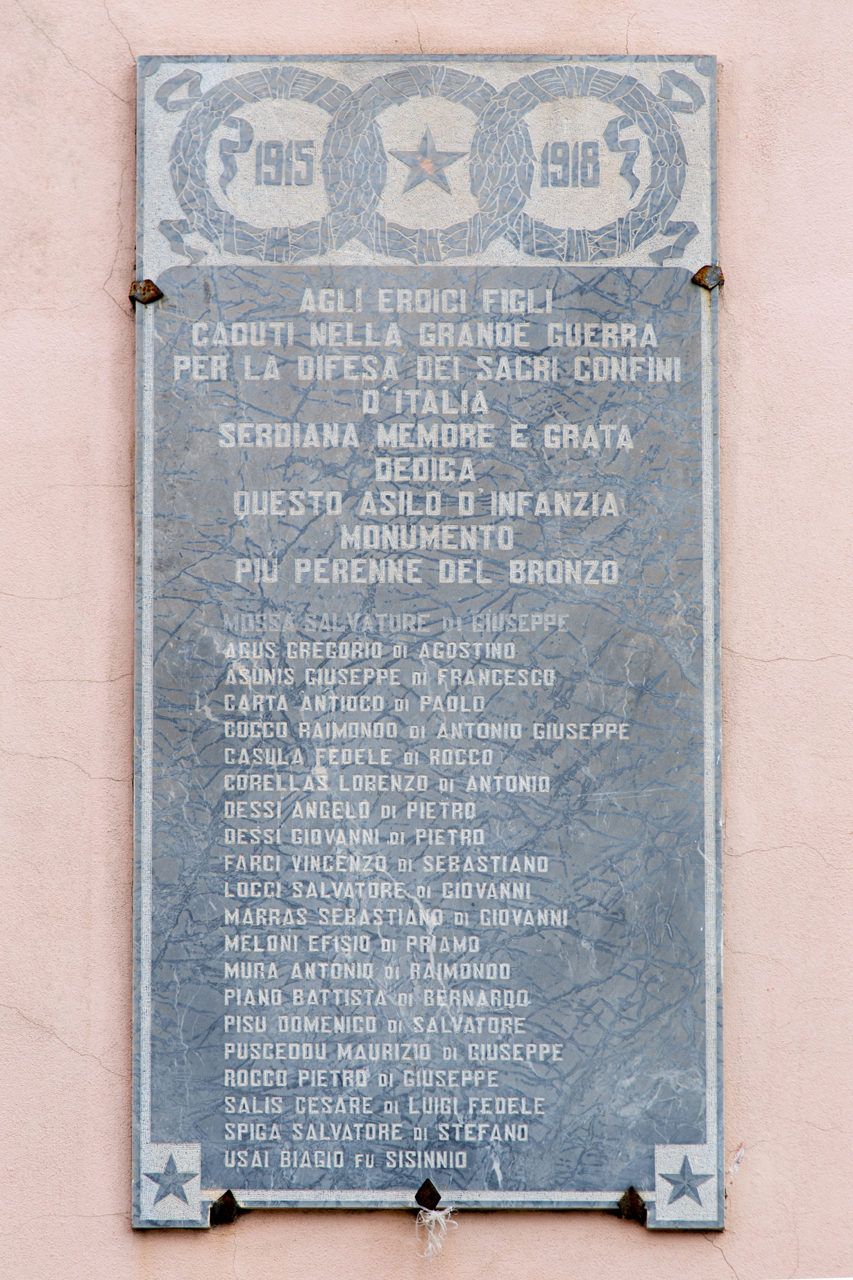 1915
1918
AGLI EROICI FIGLI
CADUTI NELLA GRANDE GUERRA
PER LA DIFESA DEI SACRI CONFINI
D'ITALIA
SERDIANA MEMORE E GRATA
DEDICA
QUESTO ASILO D'INFANZIA
MONUMENTO
PIU PERENNE DEL BRONZO
MOSSA SALVATORE DI GIUSEPPE
AGUS GREGORIO DI AGOSTINO
ASUNIS GIUSEPPE DI FRANCESCO
CARTA ANTIOCO DI PAOLO
COCCO RAIMONDO DI ANTONIO GIUSEPPE
CASULA FEDELE DI ROCCO
CORELLAS LORENZO DI ANTONIO
DESSI ANGELO DI PIETRO
DESSI GIOVANNI DI PIETRO
FARCI VINCENZO DI SEBASTIANO
LOCCI SALVATORE DI GIOVANNI
MARRAS SEBASTIANO DI GIOVANNI
MELONI EFISIO DI PRIAMO
MURA ANTONIO DI RAIMONDO
PIANO BATTISTA DI BERNARDO
PISU DOMENICO DI SALVATORE
PUSCEDDU MAURIZIO DI GIUSEPPE
ROCCO PIETRO DI GIUSEPPE
SALIS CESARE DI LUIGI FEDELE
SPIGA SALVATORE DI STEFANO
USAI BIAGIO FU SISINNIO